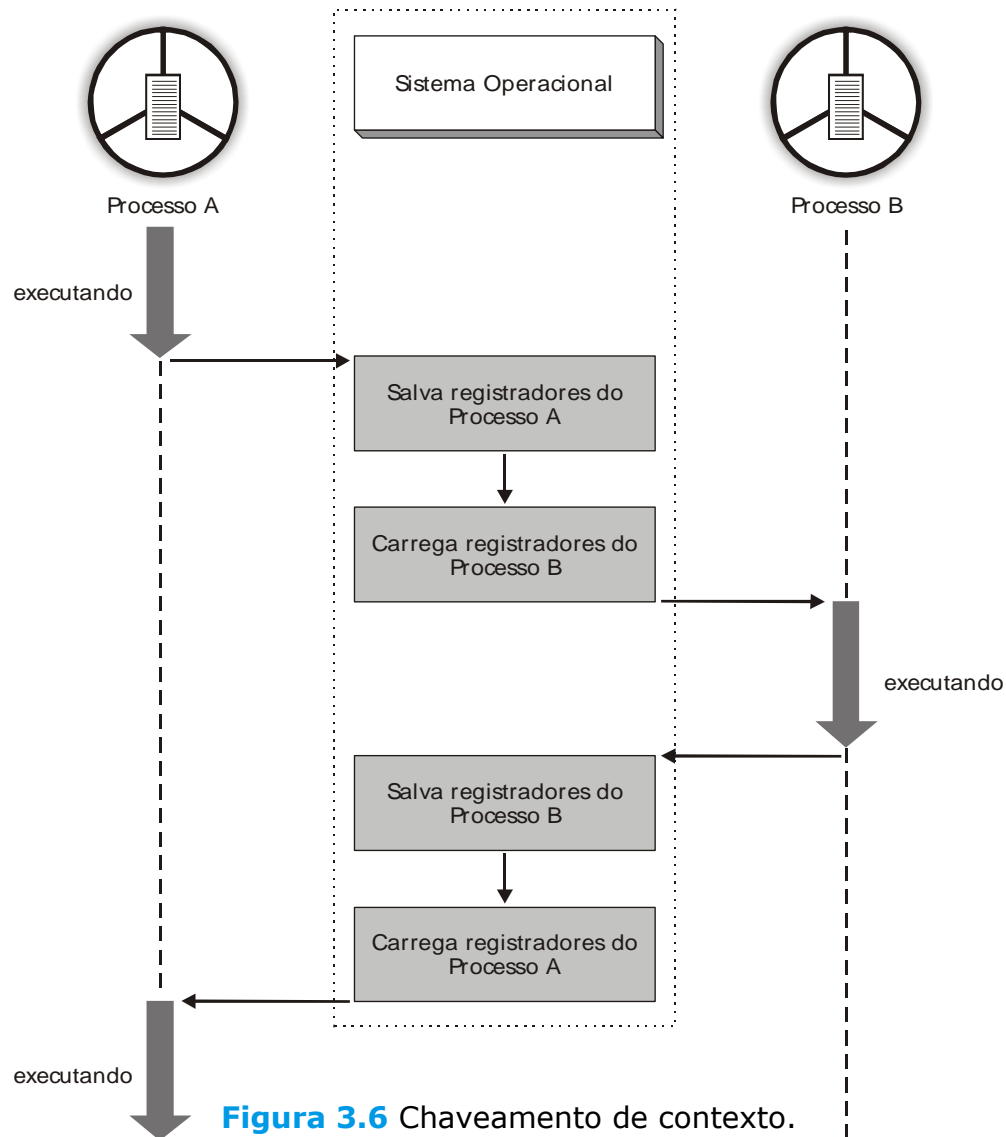 Sistema Operacional
Processo A
Processo B
executando
Salva registradores do
Processo A
Carrega registradores do
Processo B
executando
Salva registradores do
Processo B
Carrega registradores do
Processo A
executando
Figura 3.6 Chaveamento de contexto.